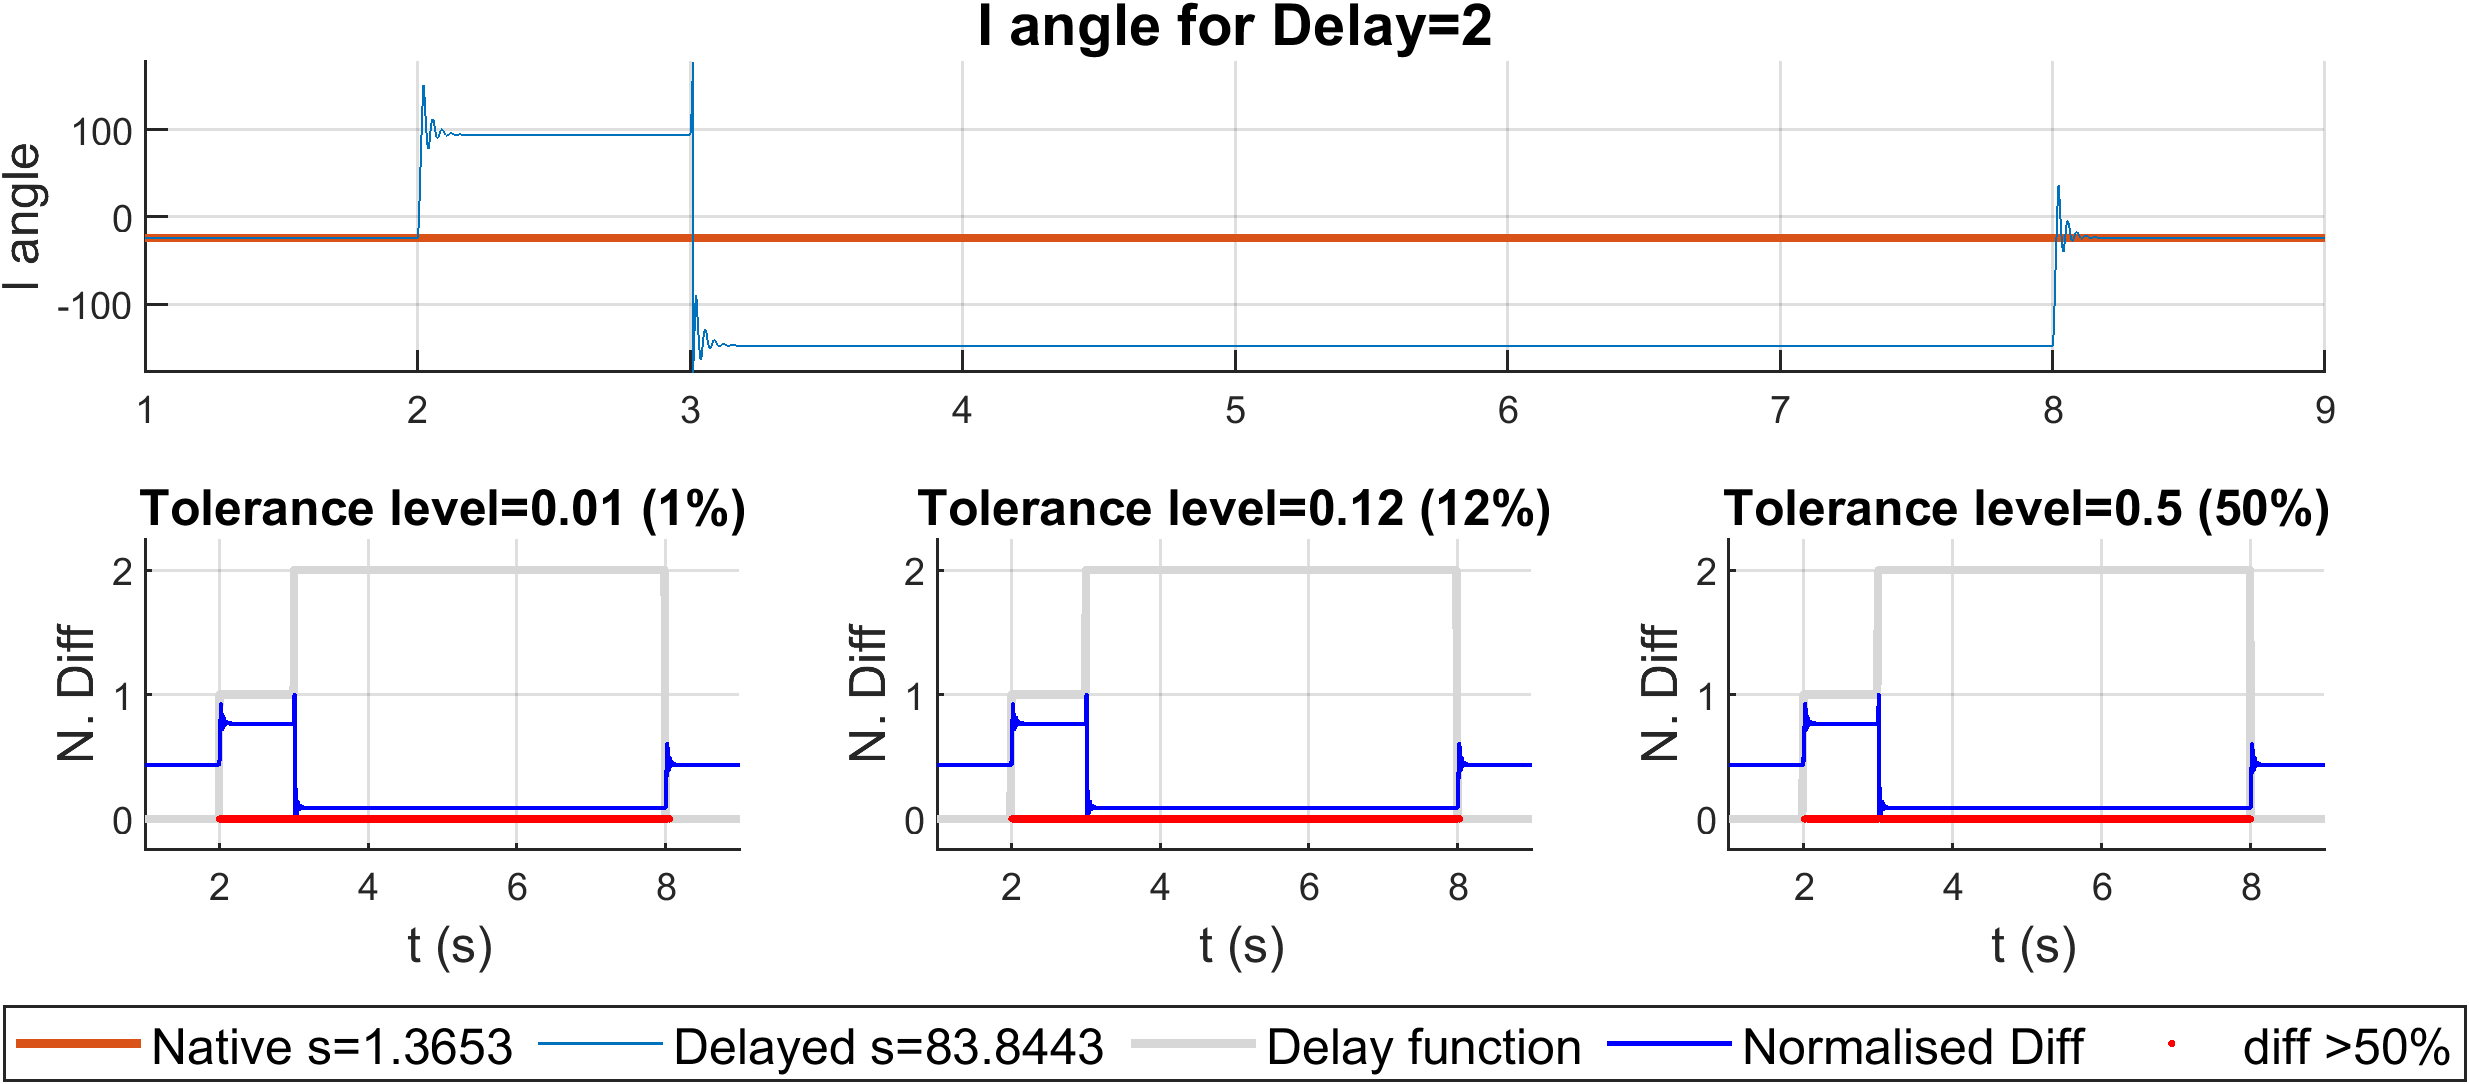 I angle for Delay=2
I angle
100
0
-100
1 2 3 4 5 6 7 8 9
Tolerance level=0.01 (1%)
N. Diff
2
1
0
2 4 6 8
t (s)
Tolerance level=0.12 (12%)
N. Diff
2
1
0
2 4 6 8
t (s)
Tolerance level=0.5 (50%)
N. Diff
2
1
0
2 4 6 8
t (s)
Native s=1.3653 Delayed s=83.8443 Delay function Normalised Diff diff >50%